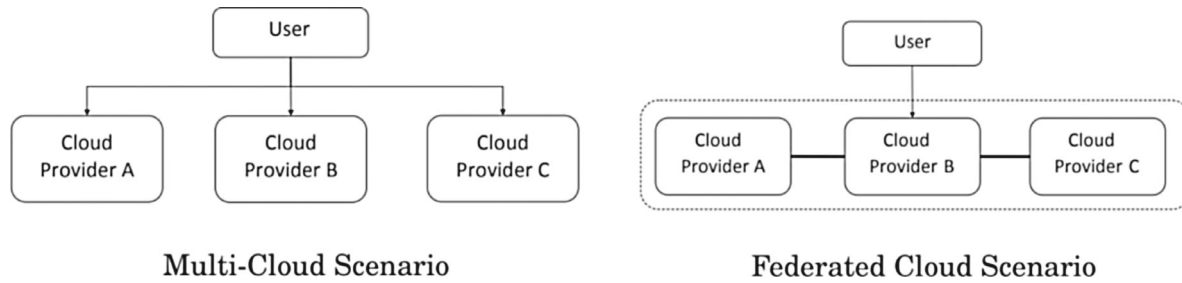 User
Cloud
Provider A
Cloud
Provider B
Cloud
Provider C
Multi-Cloud Scenario
User
Cloud
Provider A
Cloud
Provider B
Cloud
Provider C
Federated Cloud Scenario